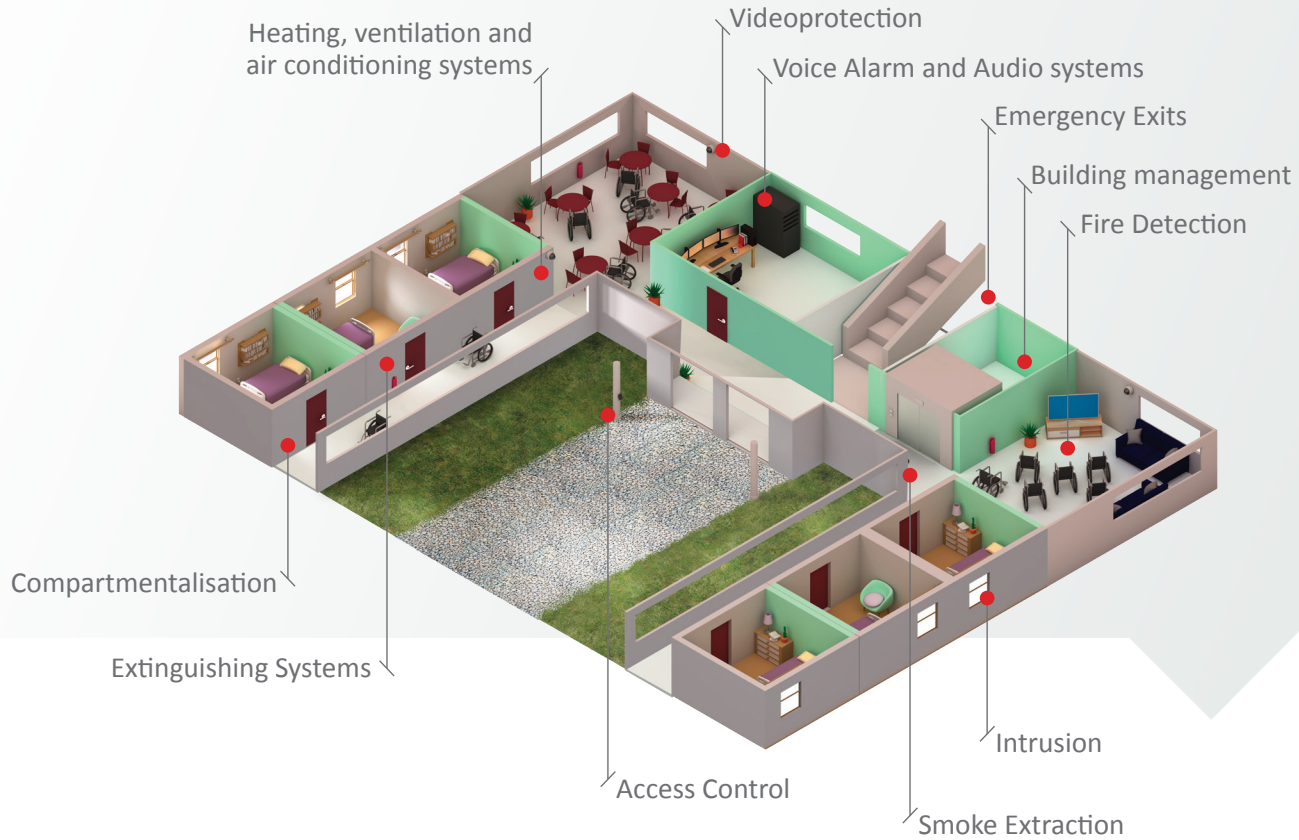 Videoprotection
Heating, ventilation and
air conditioning systems
Voice Alarm and Audio systems
Emergency Exits
Building management
Fire Detection
Compartmentalisation
Extinguishing Systems
Intrusion
Access Control
Smoke Extraction